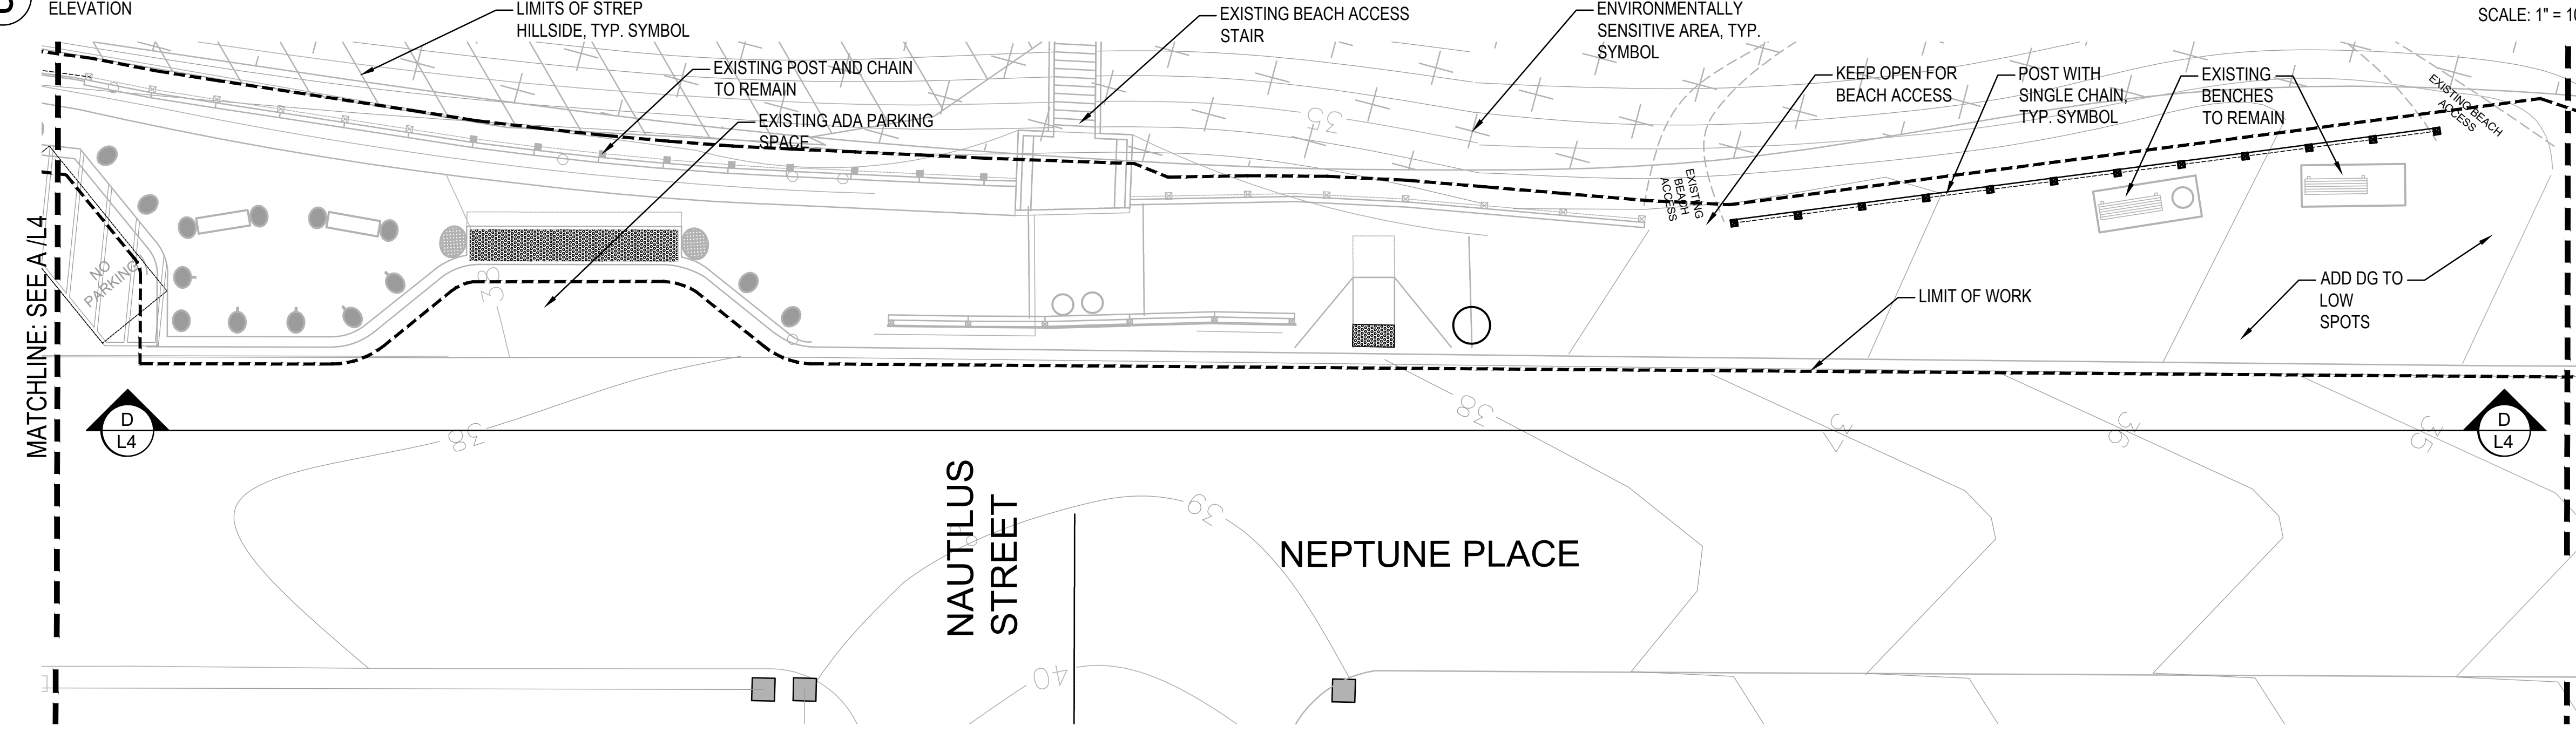 ELEVATION
LIMITS OF STREP
HILLSIDE, TYP. SYMBOL
EXISTING POST AND CHAIN
TO REMAIN
EXISTING ADA PARKING
SPACE
EXISTING BEACH ACCESS
STAIR
ENVIRONMENTALLY
SENSITIVE AREA, TYP.
SYMBOL
KEEP OPEN FOR
BEACH ACCESS
POST WITH
SINGLE CHAIN,
TYP. SYMBOL
EXISTING
BENCHES
TO REMAIN
EXISTING BEACH
ACCESS
SCALE: 1" =
35
EXISTING
BEACH
ACCESS
NO
PARKING
MATCHLINE: SEE A /L4
38
LIMIT OF WORK
ADD DG TO
LOW
SPOTS
D
L4
38
38
37
36
35
D
L4
NAUTILUS
STREET
39
NEPTUNE PLACE
40